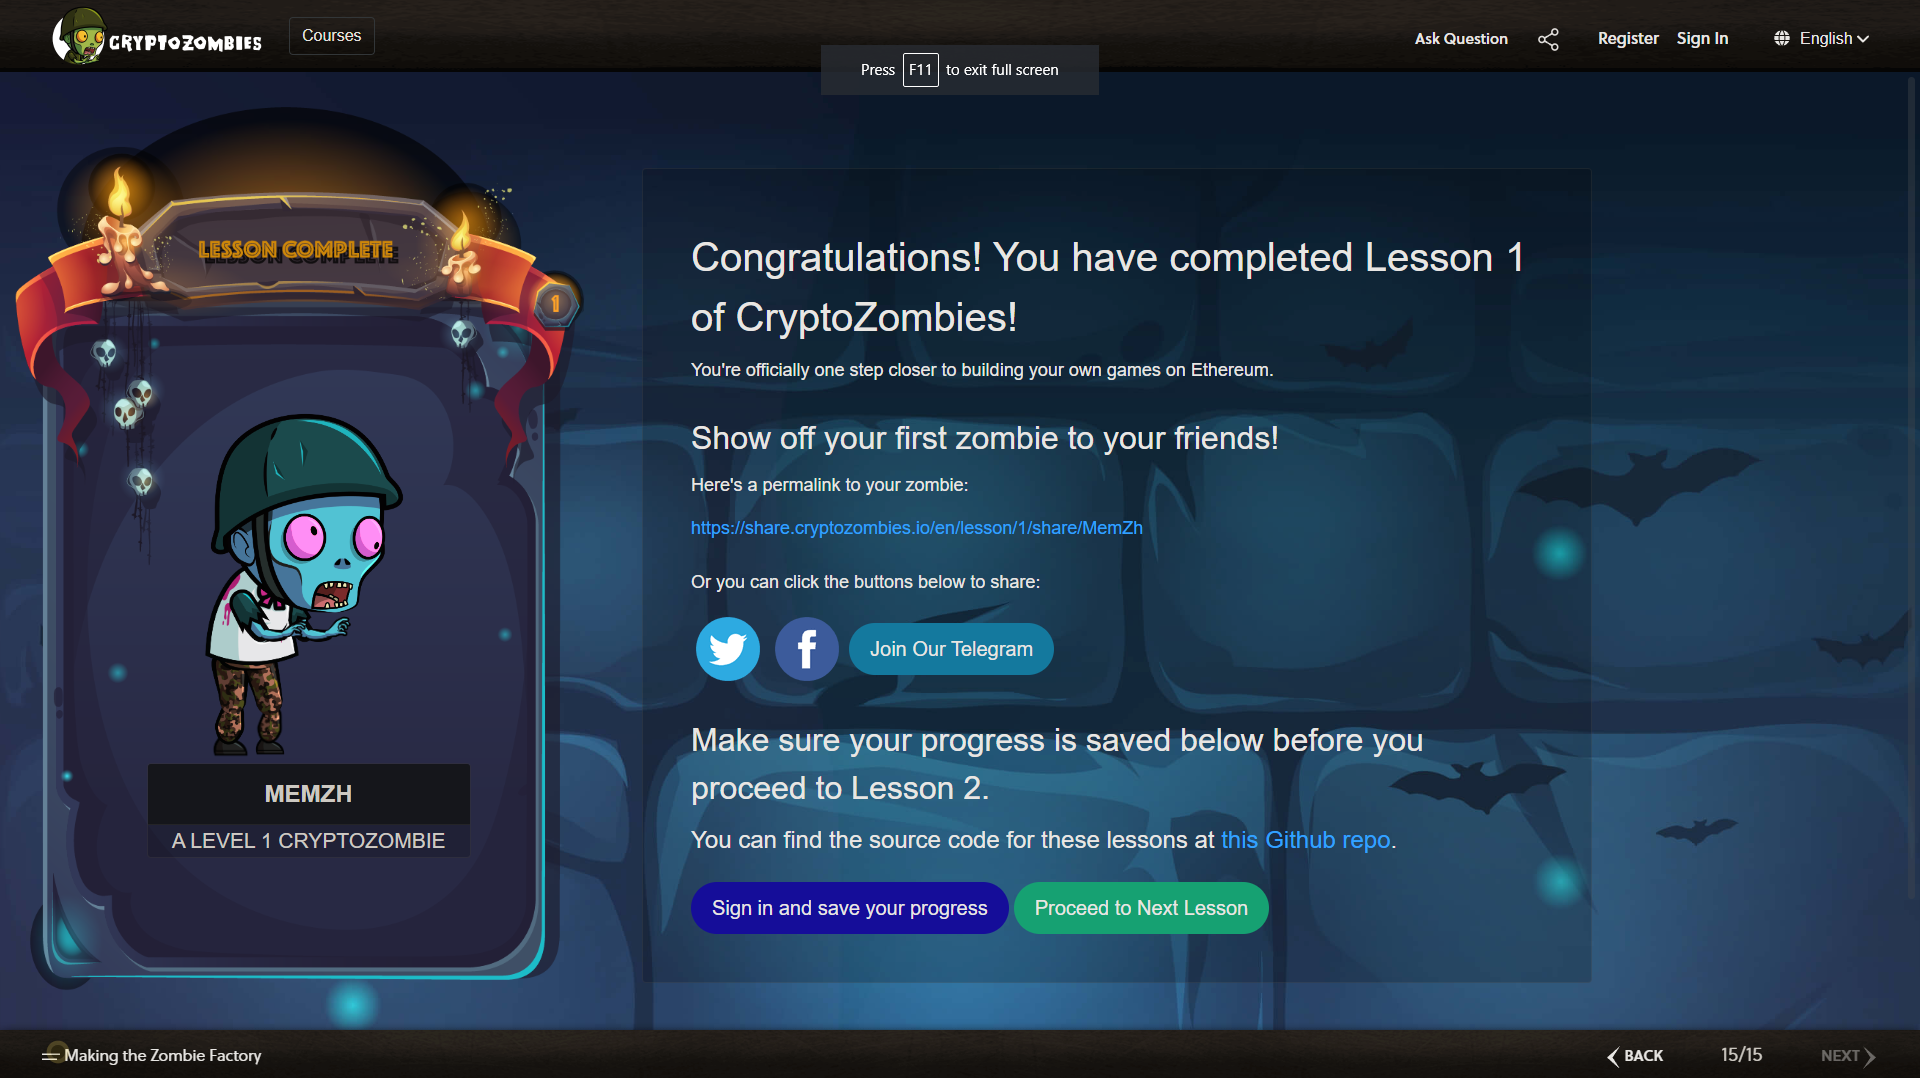 CRYPTOZOMBIES
Courses
Ask Question
Register
Sign In
English
Press F11 to exit full screen
LESSON COMPLETE
1
MEMZH
A LEVEL 1 CRYPTOZOMBIE
Congratulations! You have completed Lesson 1
of CryptoZombies!
You're officially one step closer to building your own games on Ethereum.
Show off your first zombie to your friends!
Here's a permalink to your zombie:
https://share.cryptozombies.io/en/lesson/1/share/MemZh
Or you can click the buttons below to share:
Join Our Telegram
Make sure your progress is saved below before you
proceed to Lesson 2.
You can find the source code for these lessons at this Github repo.
Sign in and save your progress
Proceed to Next Lesson
Making the Zombie Factory
BACK
15/15
NEXT